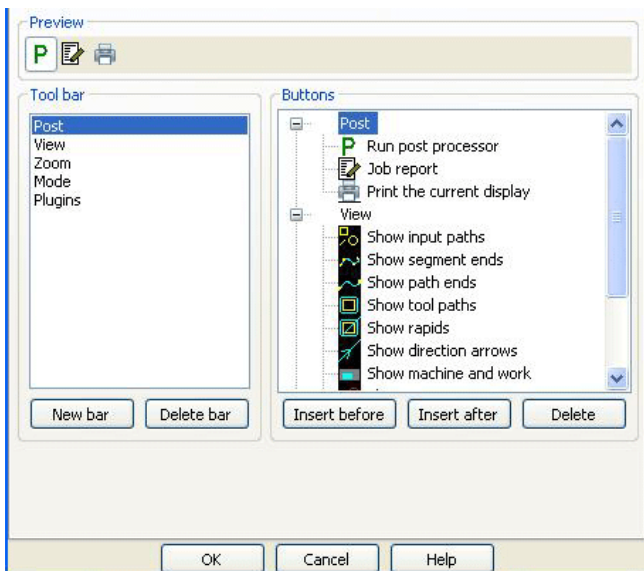 Preview
P
Tool bar
Post
View
Zoom
Mode
Plugins
New bar
Delete bar
Buttons
Post
P Run post processor
Job report
Print the current display
View
Show input paths
Show segment ends
Show path ends
Show tool paths
Show rapids
Show direction arrows
Show machine and work
Insert before
Insert after
Delete
OK
Cancel
Help